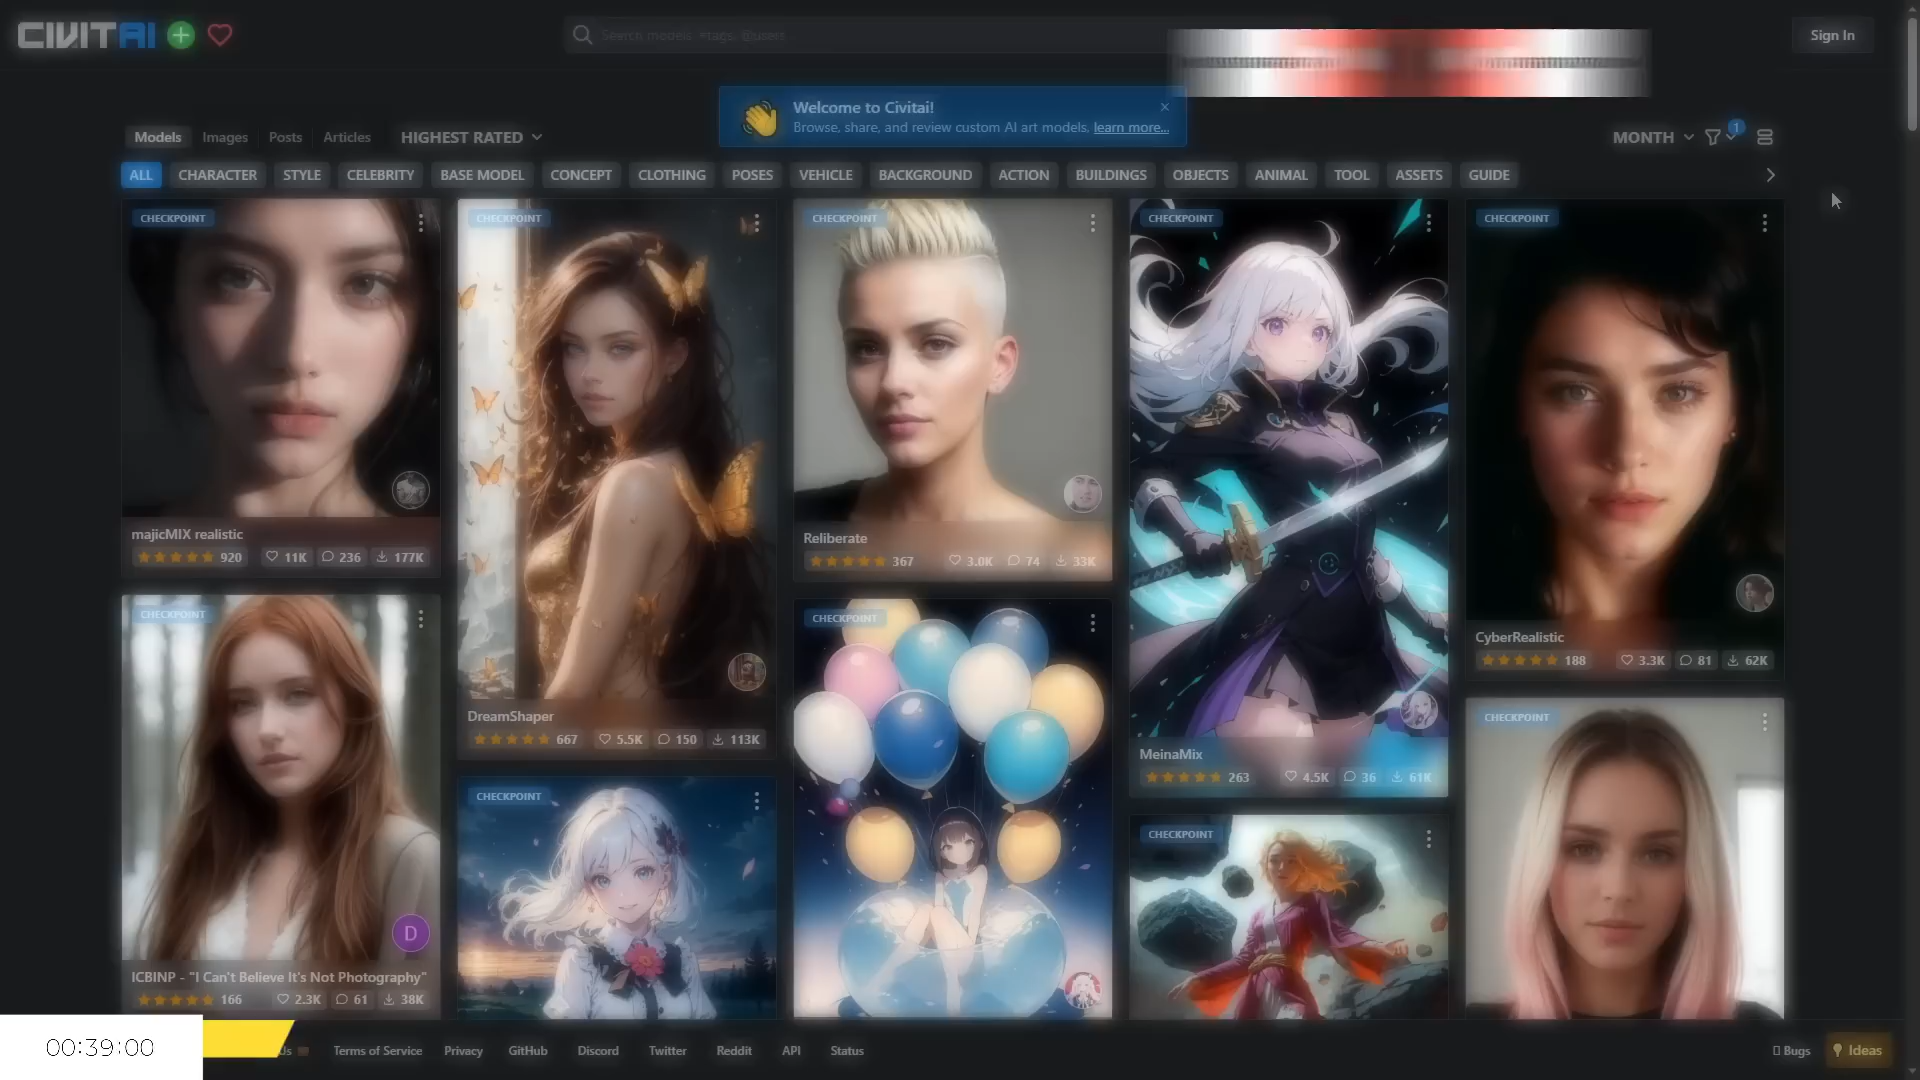 CIVITAI
Search models, #tags, @users
Sign In
Welcome to Civitai!
Browse, share, and review custom AI art models, learn more...
Models Images Posts Articles HIGHEST RATED
MONTH 1
ALL CHARACTER STYLE CELEBRITY BASE MODEL CONCEPT CLOTHING POSES VEHICLE BACKGROUND ACTION BUILDINGS OBJECTS ANIMAL TOOL ASSETS GUIDE
CHECKPOINT
majicMIX realistic
920 11K 236 177K
CHECKPOINT
DreamShaper
667 5.5K 150 113K
CHECKPOINT
Reliberate
367 3.0K 74 33K
CHECKPOINT
MeinaMix
263 4.5K 36 61K
CHECKPOINT
CyberRealistic
188 3.3K 81 62K
CHECKPOINT
D
ICBINP - "I Can't Believe It's Not Photography"
166 2.3K 61 38K
CHECKPOINT
CHECKPOINT
CHECKPOINT
CHECKPOINT
00:39:00
Terms of Service Privacy GitHub Discord Twitter Reddit API Status
Bugs Ideas